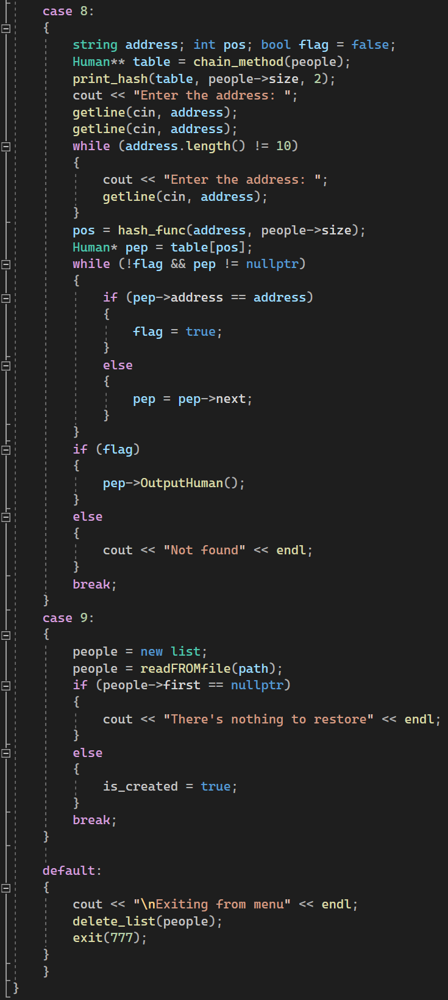 case 8:
{
string address; int pos; bool flag = false;
Human** table = chain_method(people);
print_hash(table, people->size, 2);
cout << "Enter the address: ";
getline(cin, address);
getline(cin, address);
while (address.length() != 10)
{
cout << "Enter the address: ";
getline(cin, address);
}
pos = hash_func(address, people->size);
Human* pep = table[pos];
while (!flag && pep != nullptr)
{
if (pep->address == address)
{
flag = true;
}
else
{
pep = pep->next;
}
}
if (flag)
{
pep->OutputHuman();
}
else
{
cout << "Not found" << endl;
}
break;
}
case 9:
{
people = new list;
people = readFROMfile(path);
if (people->first == nullptr)
{
cout << "There's nothing to restore" << endl;
}
else
{
is_created = true;
}
break;
}
default:
{
cout << "\nExiting from menu" << endl;
delete_list(people);
exit(777);
}
}
}